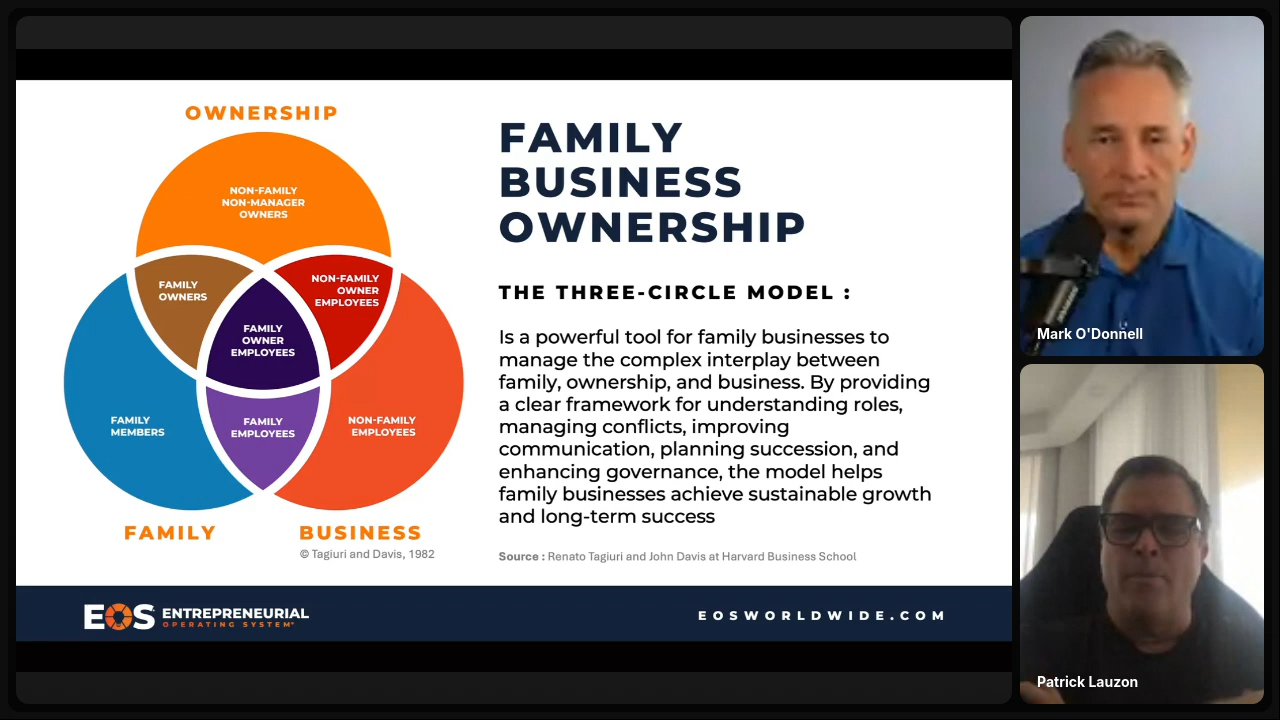 OWNERSHIP
NON-FAMILY
NON-MANAGER
OWNERS
FAMILY
OWNERS
NON-FAMILY
OWNER
EMPLOYEES
FAMILY
OWNER
EMPLOYEES
FAMILY
MEMBERS
FAMILY
EMPLOYEES
NON-FAMILY
EMPLOYEES
FAMILY
BUSINESS
© Tagiuri and Davis, 1982
FAMILY
BUSINESS
OWNERSHIP
THE THREE-CIRCLE MODEL :
Is a powerful tool for family businesses to
manage the complex interplay between
family, ownership, and business. By providing
a clear framework for understanding roles,
managing conflicts, improving
communication, planning succession, and
enhancing governance, the model helps
family businesses achieve sustainable growth
and long-term success
Source : Renato Tagiuri and John Davis at Harvard Business School
EOS ENTREPRENEURIAL
OPERATING SYSTEM
EOSWORLDWIDE.COM
Mark O'Donnell
Patrick Lauzon